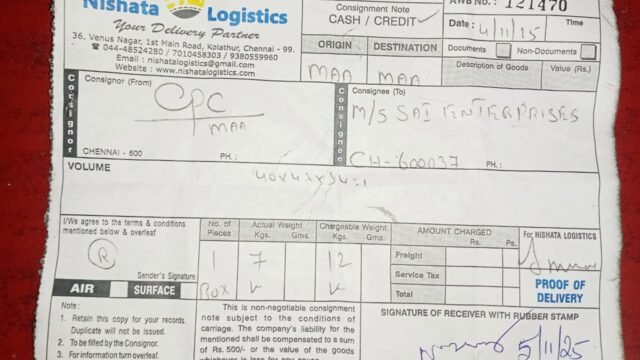 Nishata Logistics
Your Delivery Partner
36, Venus Nagar, 1st Main Road, Kolathur, Chennai - 99.
☎ 044-48524280 / 7010458303 / 9380559960
Email : nishatalogistics@gmail.com
Website : www.nishatalogistics.com
Consignment Note
CASH / CREDIT
ORIGIN DESTINATION
MAA MAA
AWB No.: 121470
Date : 4/11/25 Time
Documents Non-Documents
Description of Goods Value (Rs.)
Consignor
Consignor (From)
CPC
MAA
CHENNAI - 600 PH. :
Consignee
Consignee (To)
M/S SAI ENTERPRISES
CH-600037 PH. :
VOLUME
40x42x34=1
I/We agree to the terms & conditions
mentioned below & overleaf
R
Sender's Signature
AIR SURFACE
No. of Pieces Actual Weight Kgs. Gms. Chargeable Weight Kgs. Gms.
1 7 12
BOX
AMOUNT CHARGED
Rs. Ps.
Freight
Service Tax
Total
For NISHATA LOGISTICS
PROOF OF
DELIVERY
Note :
1. Retain this copy for your records.
Duplicate will not be issued.
2. To be filled by the Consignor.
3. For information turn overleaf.
This is non-negotiable consignment
note subject to the conditions of
carriage. The company's liability for the
mentioned shall be compensated to a sum
of Rs. 500/- or the value of the goods
SIGNATURE OF RECEIVER WITH RUBBER STAMP
5/11/25